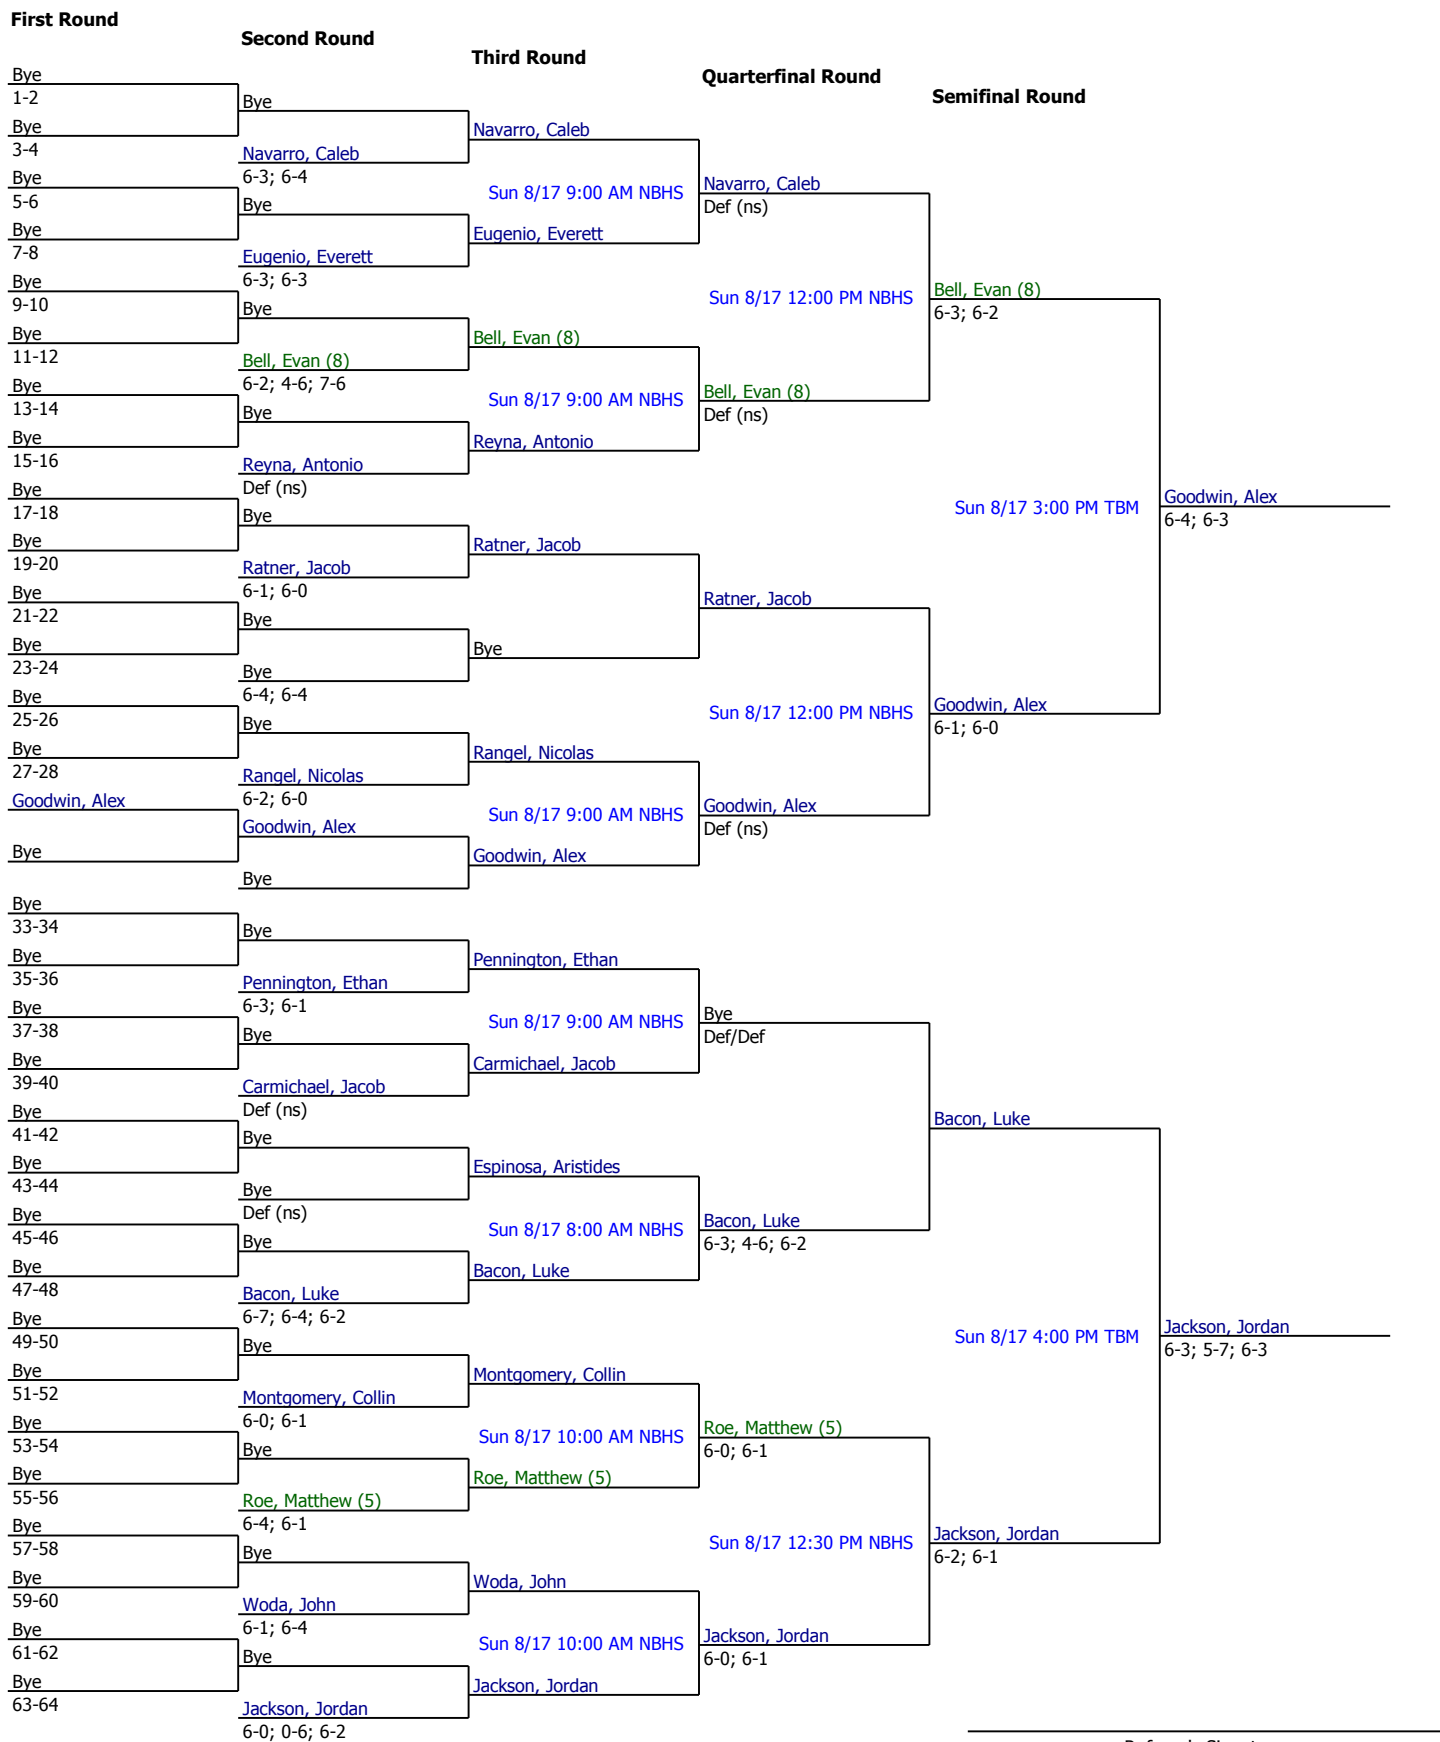 First Round
Second Round
Third Round
Quarterfinal Round
Semifinal Round
Bye
1-2
Bye
3-4
Bye
5-6
Bye
7-8
Bye
9-10
Bye
11-12
Bye
13-14
Bye
15-16
Bye
17-18
Bye
19-20
Bye
21-22
Bye
23-24
Bye
25-26
Bye
27-28
Goodwin, Alex
Bye
Bye
33-34
Bye
35-36
Bye
37-38
Bye
39-40
Bye
41-42
Bye
43-44
Bye
45-46
Bye
47-48
Bye
49-50
Bye
51-52
Bye
53-54
Bye
55-56
Bye
57-58
Bye
59-60
Bye
61-62
Bye
63-64
Bye
Navarro, Caleb
6-3; 6-4
Bye
Eugenio, Everett
6-3; 6-3
Bye
Bell, Evan (8)
6-2; 4-6; 7-6
Bye
Reyna, Antonio
Def (ns)
Bye
Ratner, Jacob
6-1; 6-0
Bye
Bye
6-4; 6-4
Bye
Rangel, Nicolas
6-2; 6-0
Goodwin, Alex
Bye
Bye
Pennington, Ethan
6-3; 6-1
Bye
Carmichael, Jacob
Def (ns)
Bye
Bye
Def (ns)
Bye
Bacon, Luke
6-7; 6-4; 6-2
Bye
Montgomery, Collin
6-0; 6-1
Bye
Roe, Matthew (5)
6-4; 6-1
Bye
Woda, John
6-1; 6-4
Bye
Jackson, Jordan
6-0; 0-6; 6-2
Navarro, Caleb
Sun 8/17 9:00 AM NBHS
Eugenio, Everett
Bell, Evan (8)
Sun 8/17 9:00 AM NBHS
Reyna, Antonio
Ratner, Jacob
Bye
Rangel, Nicolas
Sun 8/17 9:00 AM NBHS
Goodwin, Alex
Pennington, Ethan
Sun 8/17 9:00 AM NBHS
Carmichael, Jacob
Espinosa, Aristides
Sun 8/17 8:00 AM NBHS
Bacon, Luke
Montgomery, Collin
Sun 8/17 10:00 AM NBHS
Roe, Matthew (5)
Woda, John
Sun 8/17 10:00 AM NBHS
Jackson, Jordan
Navarro, Caleb
Def (ns)
Sun 8/17 12:00 PM NBHS
Bell, Evan (8)
Def (ns)
Ratner, Jacob
Sun 8/17 12:00 PM NBHS
Goodwin, Alex
Def (ns)
Bye
Def/Def
Bacon, Luke
6-3; 4-6; 6-2
Roe, Matthew (5)
6-0; 6-1
Sun 8/17 12:30 PM NBHS
Jackson, Jordan
6-0; 6-1
Bell, Evan (8)
6-3; 6-2
Sun 8/17 3:00 PM TBM
Goodwin, Alex
6-1; 6-0
Bacon, Luke
Sun 8/17 4:00 PM TBM
Jackson, Jordan
6-2; 6-1
Goodwin, Alex
6-4; 6-3
Jackson, Jordan
6-3; 5-7; 6-3